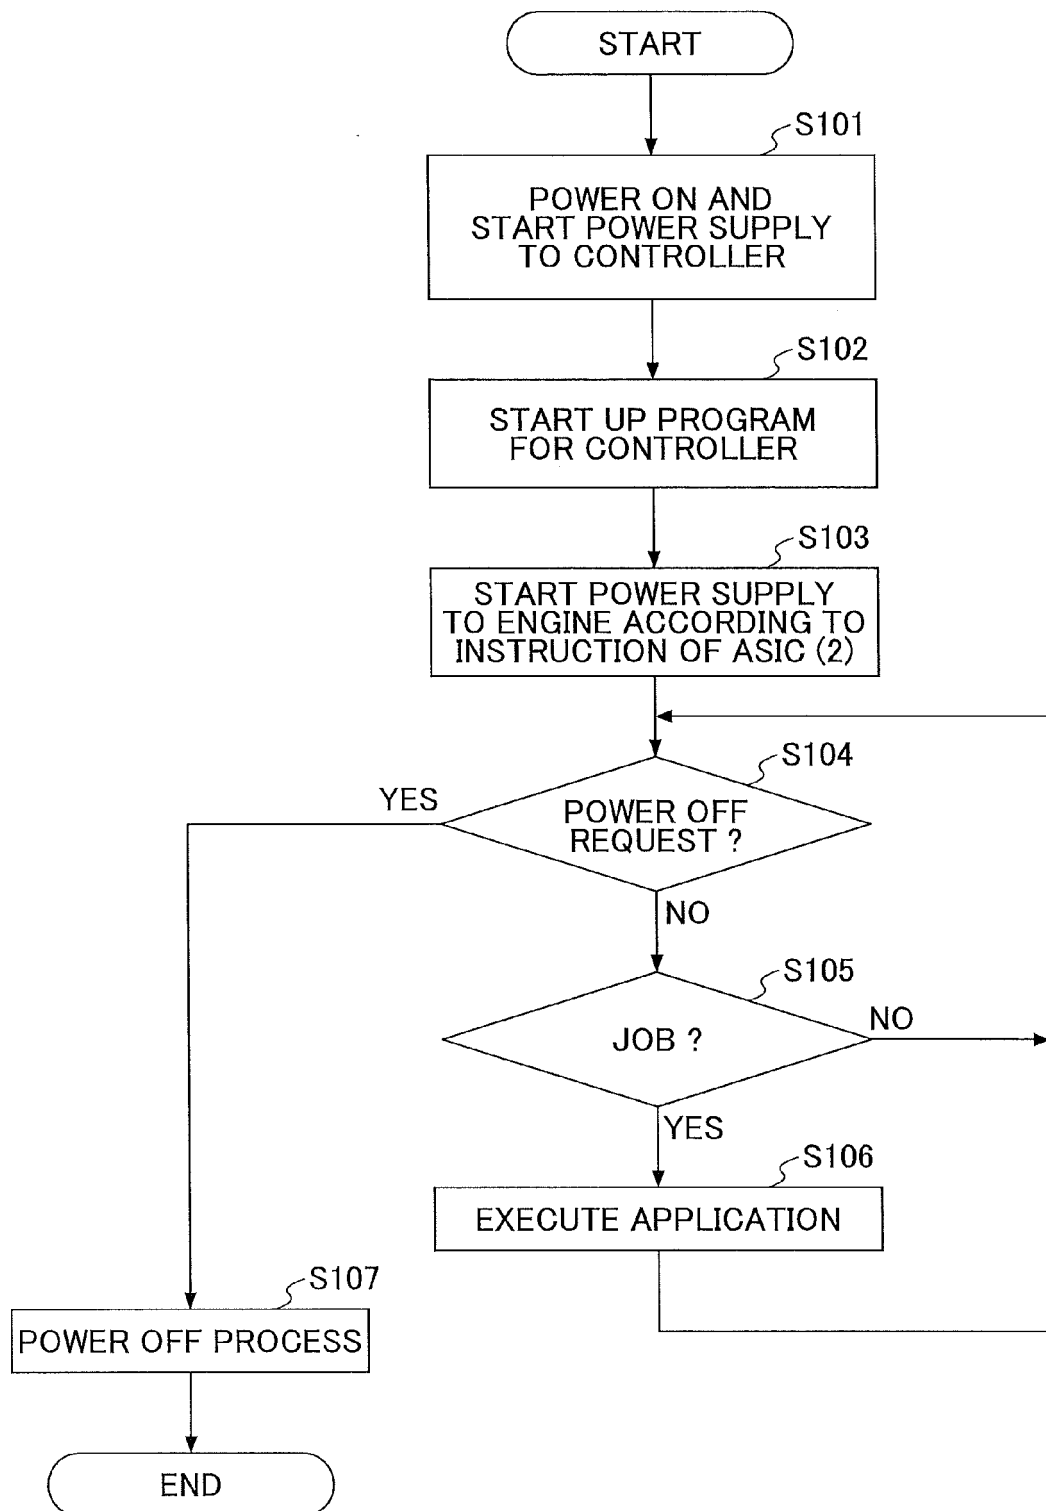 START
S101
POWER ON AND
START POWER SUPPLY
TO CONTROLLER
S102
START UP PROGRAM
FOR CONTROLLER
S103
START POWER SUPPLY
TO ENGINE ACCORDING TO
INSTRUCTION OF ASIC (2)
S104
YES
POWER OFF
REQUEST ?
NO
S105
JOB ?
NO
YES
S106
EXECUTE APPLICATION
S107
POWER OFF PROCESS
END